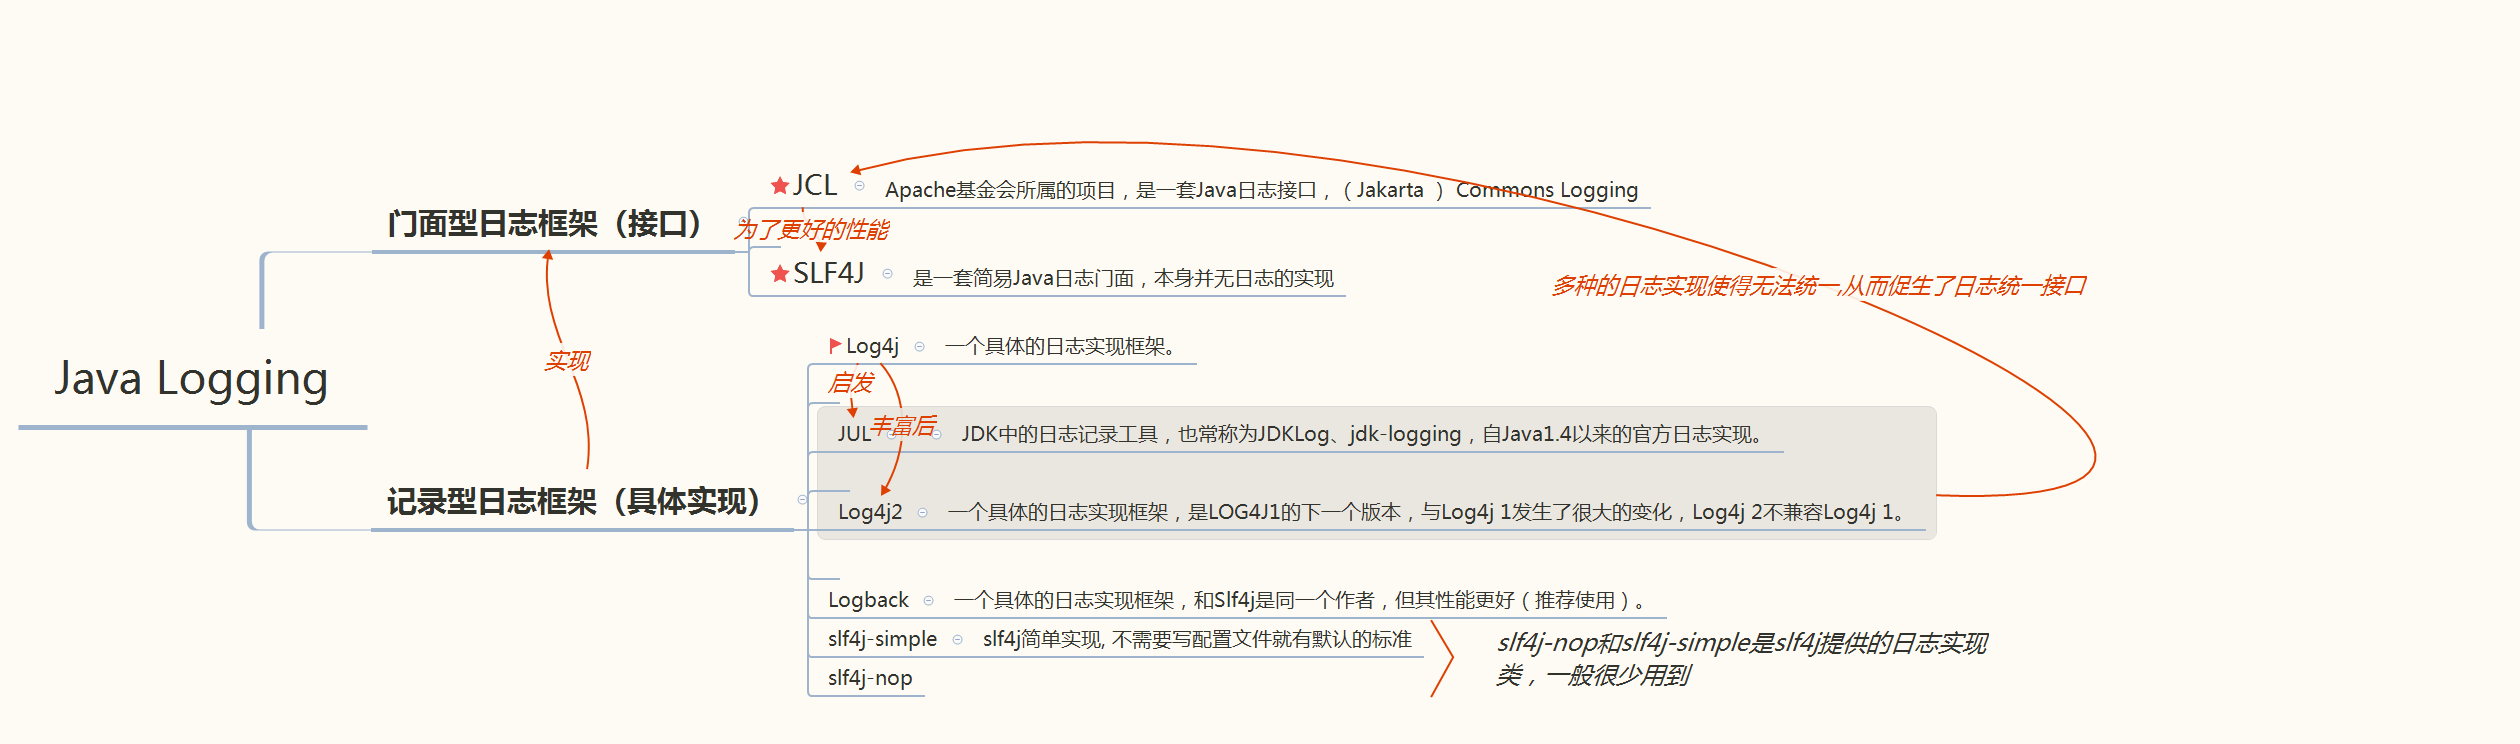 JCL
Apache基金会所属的项目，是一套Java日志接口，（Jakarta ） Commons Logging
门面型日志框架（接口）
为了更好的性能
SLF4J
是一套简易Java日志门面，本身并无日志的实现
多种的日志实现使得无法统一,从而促生了日志统一接口
实现
Java Logging
Log4j
一个具体的日志实现框架。
启发
丰富后
JUL
JDK中的日志记录工具，也常称为JDKLog、jdk-logging，自Java1.4以来的官方日志实现。
记录型日志框架（具体实现）
Log4j2
一个具体的日志实现框架，是LOG4J1的下一个版本，与Log4j 1发生了很大的变化，Log4j 2不兼容Log4j 1。
Logback
一个具体的日志实现框架，和Slf4j是同一个作者，但其性能更好（推荐使用）。
slf4j-simple
slf4j简单实现, 不需要写配置文件就有默认的标准
slf4j-nop和slf4j-simple是slf4j提供的日志实现
类，一般很少用到
slf4j-nop